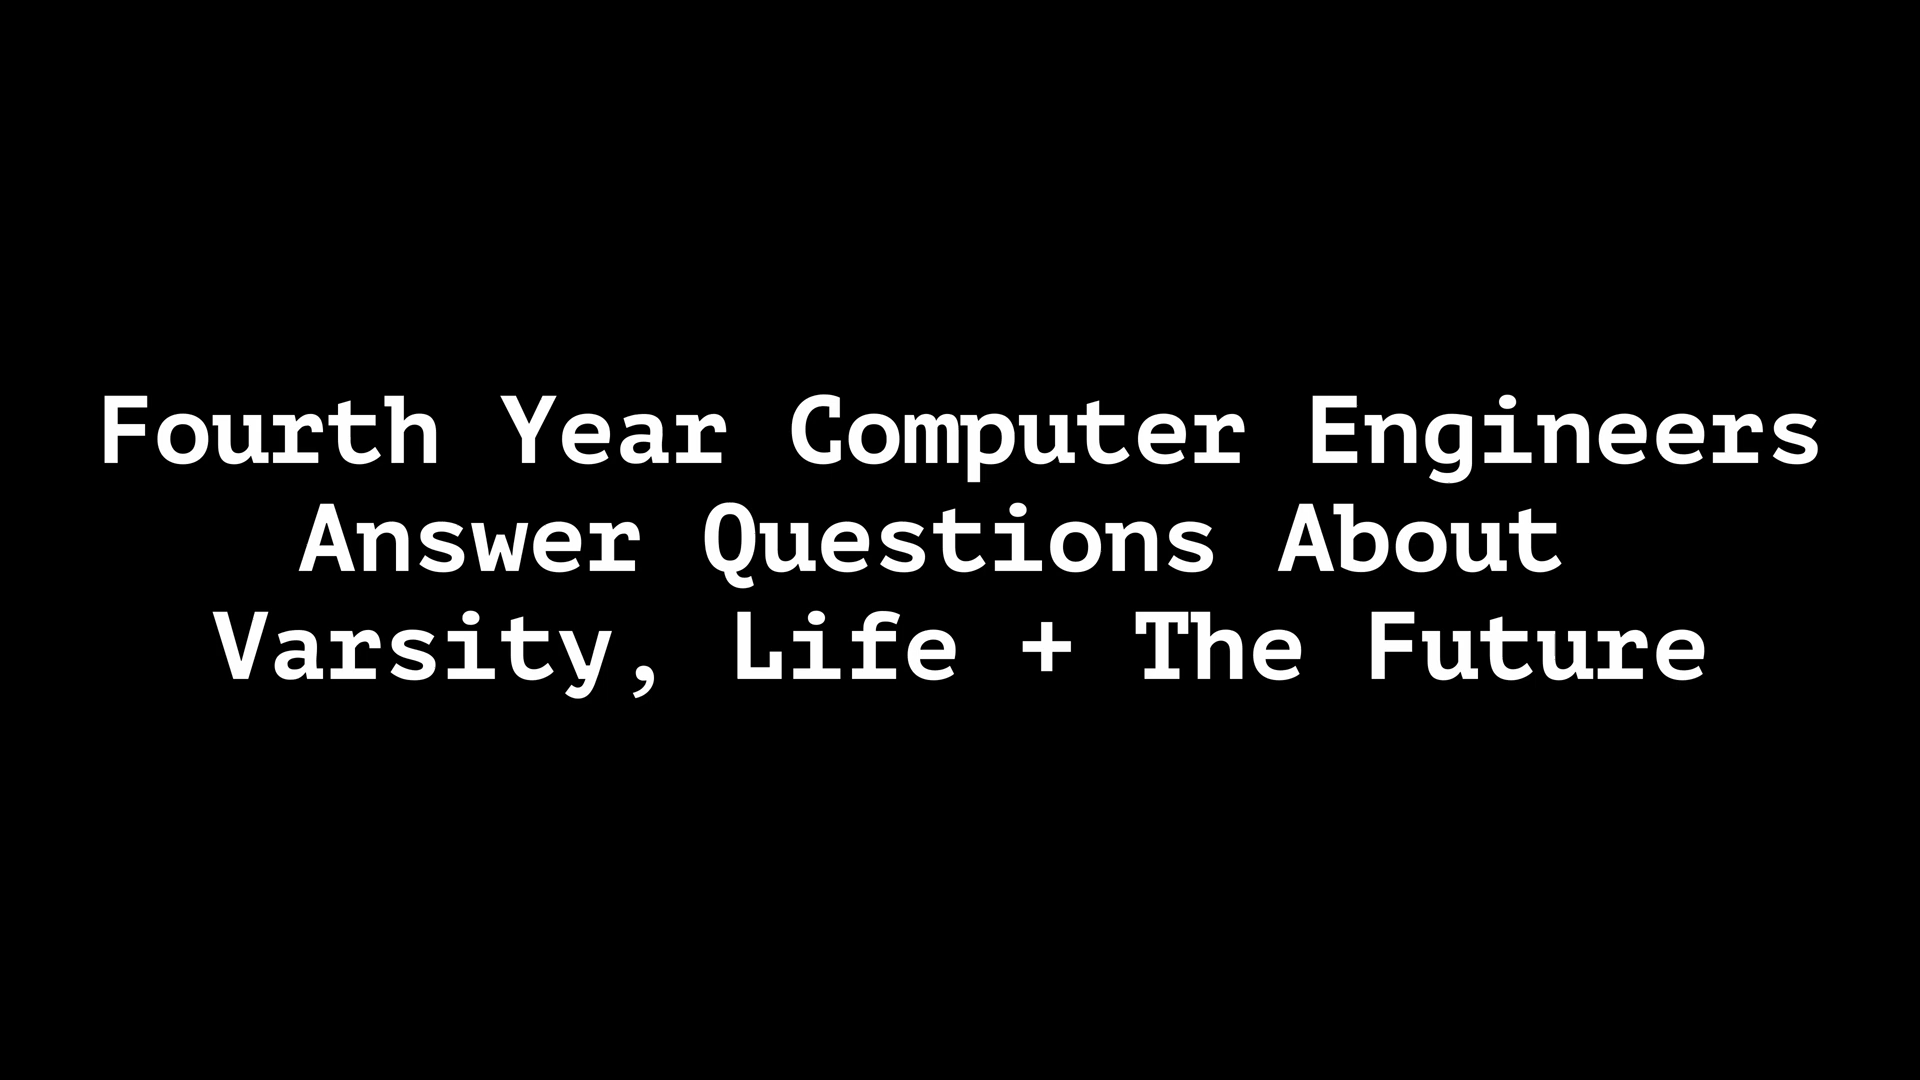 Fourth Year Computer Engineers
Answer Questions About
Varsity, Life + The Future